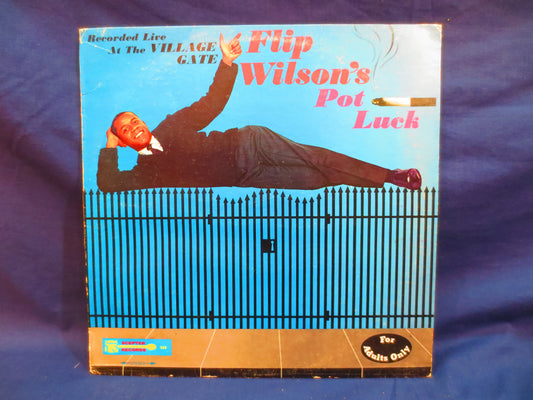 Recorded Live
At The VILLAGE
GATE
Flip
Wilson's
Pot
Luck
SCEPTER
RECORDS
For
Adults Only